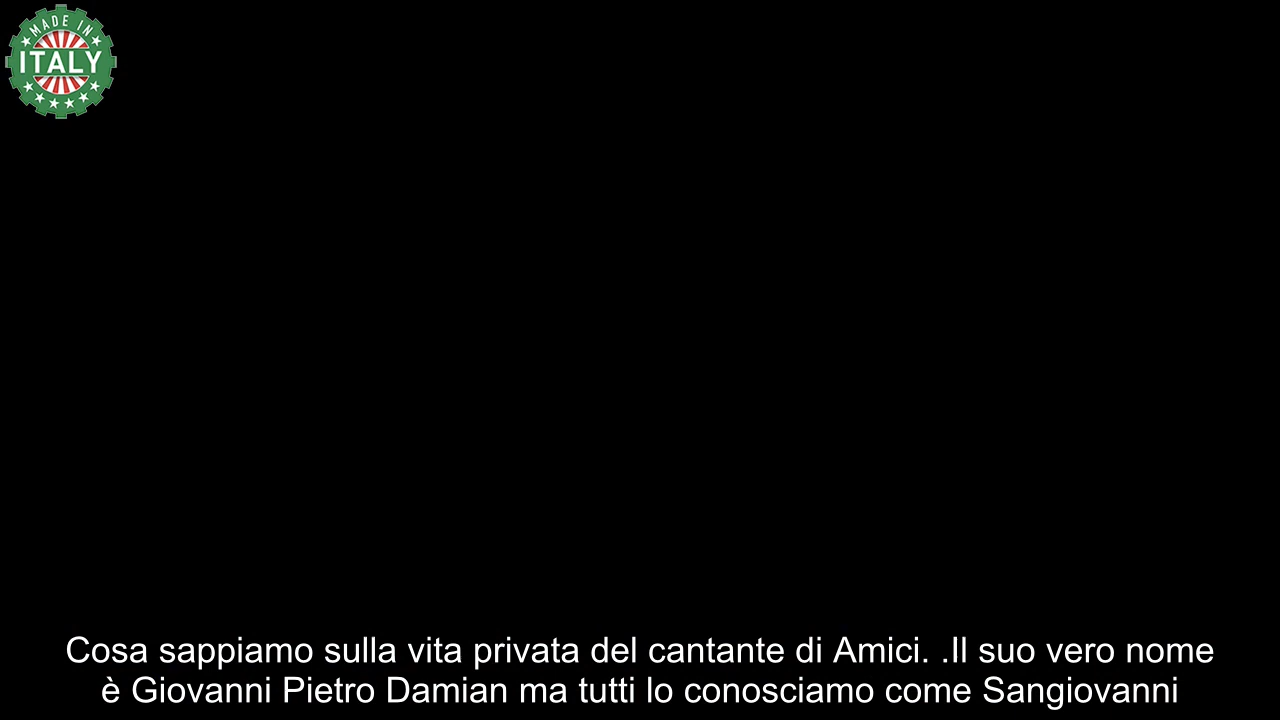 MADE IN
ITALY
Cosa sappiamo sulla vita privata del cantante di Amici. .Il suo vero nome
è Giovanni Pietro Damian ma tutti lo conosciamo come Sangiovanni